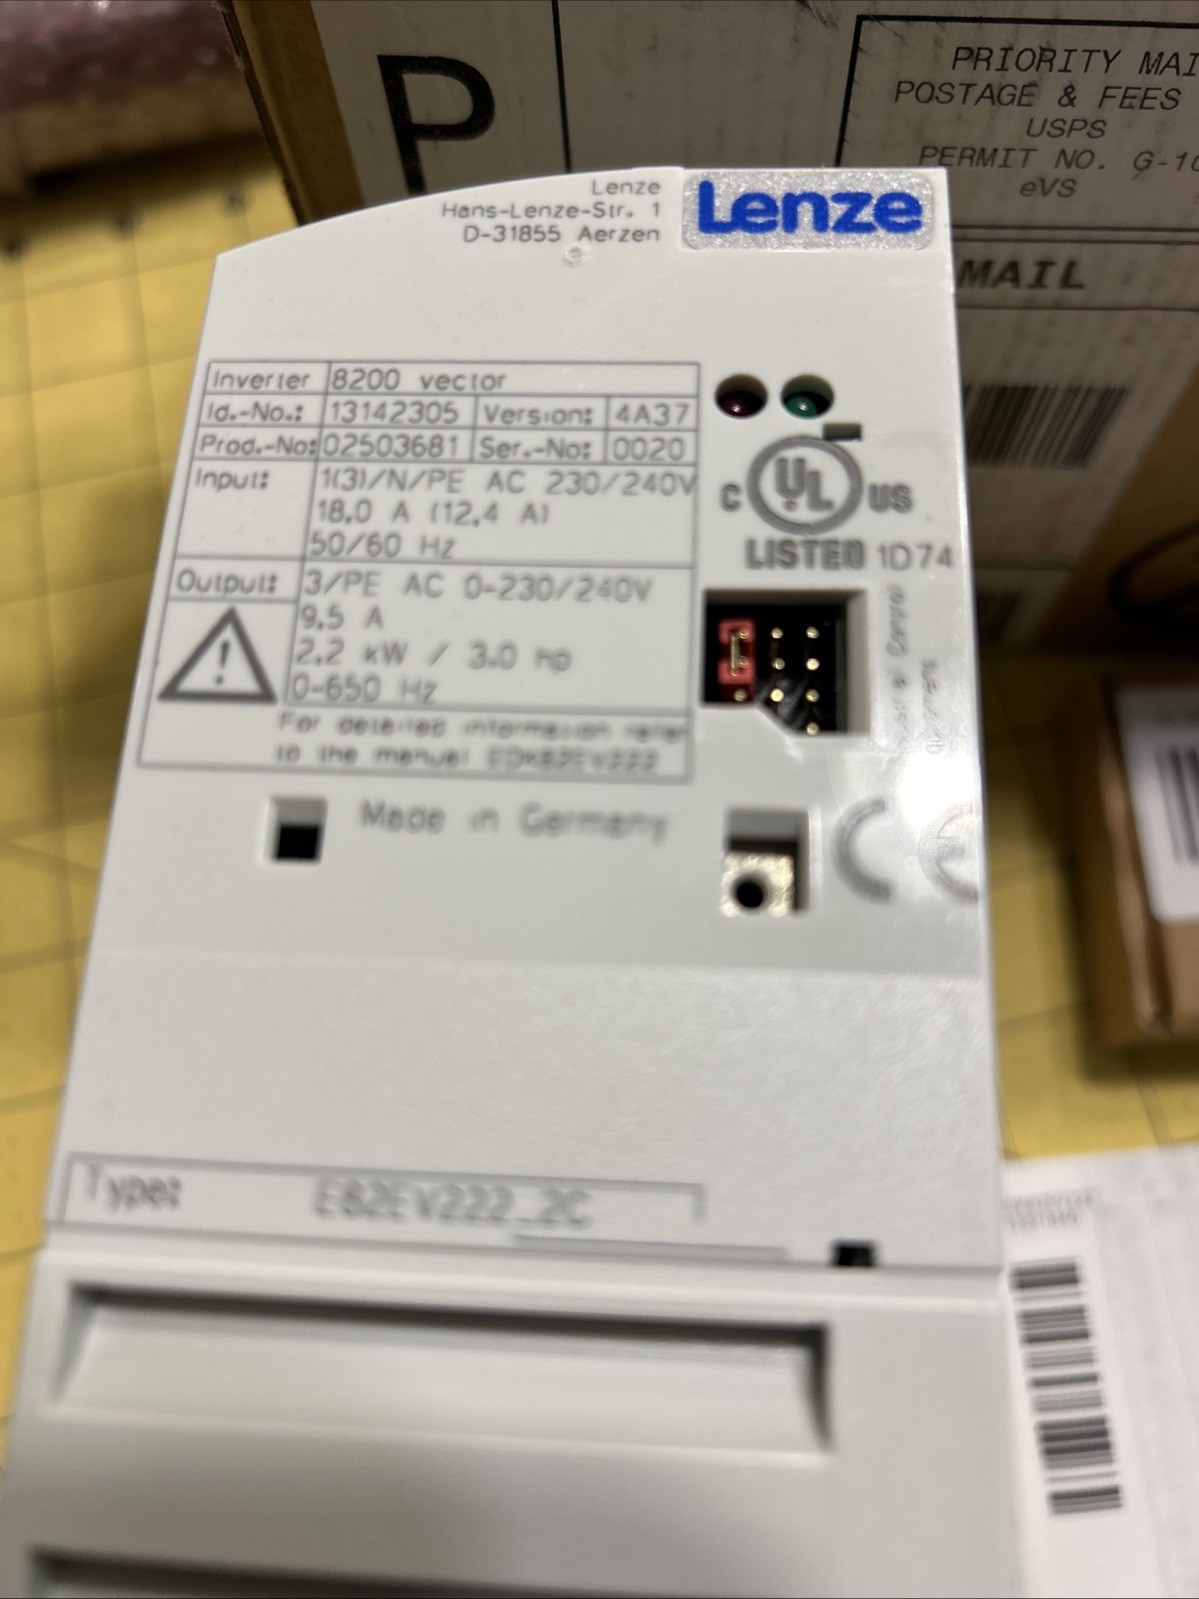 P
PRIORITY MAI
POSTAGE & FEES
USPS
PERMIT NO. G-10
eVS
MAIL
Lenze
Hans-Lenze-Str. 1
D-31855 Aerzen
Lenze
Inverter 8200 vector
Id.-No.: 13142305 Version: 4A37
Prod.-No: 02503681 Ser.-No: 0020
Input: 1(3)/N/PE AC 230/240V
18.0 A (12.4 A)
50/60 Hz
Output: 3/PE AC 0-230/240V
9.5 A
2.2 kW / 3.0 hp
0-650 Hz
For detailed information refer
to the manual EDK82EV222
C UL US
LISTED 1D74
Made in Germany
CE
Type: E82EV222_2C